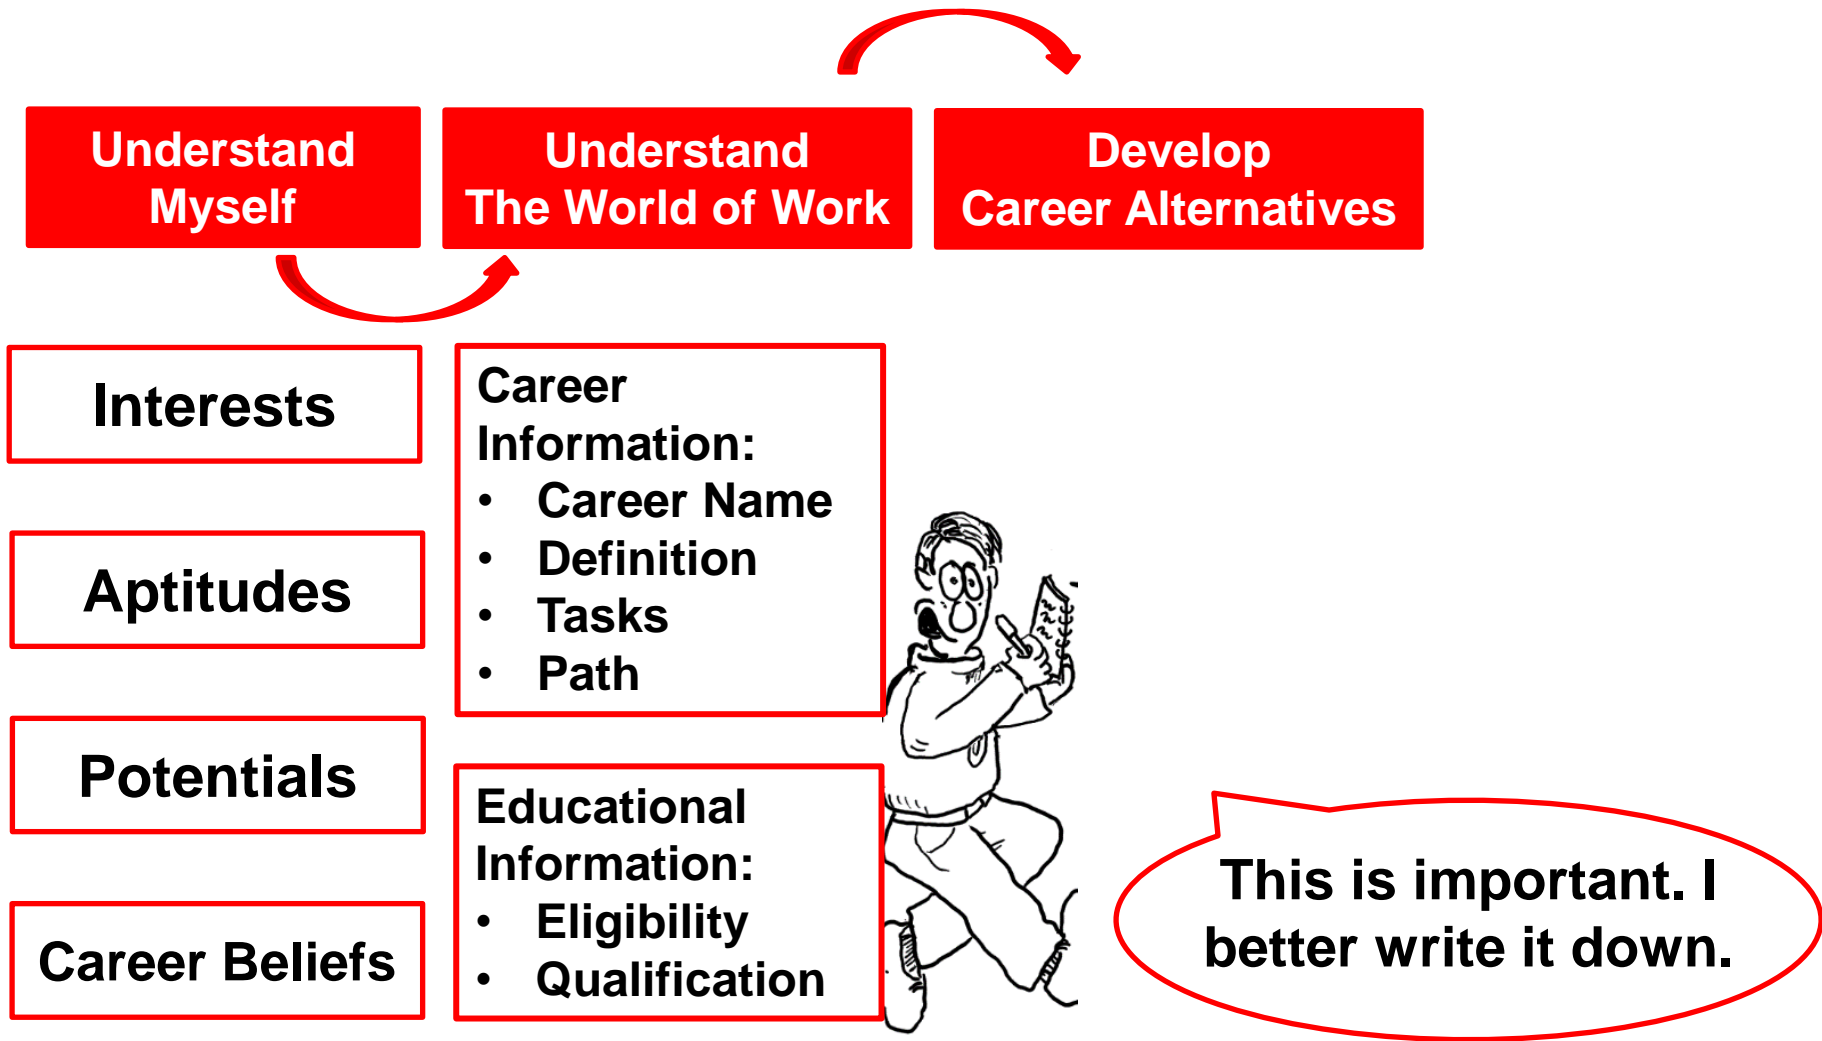 Understand
Myself
Understand
The World of Work
Develop
Career Alternatives
Interests
Aptitudes
Potentials
Career Beliefs
Career
Information:
• Career Name
• Definition
• Tasks
• Path
Educational
Information:
• Eligibility
• Qualification
This is important. I
better write it down.